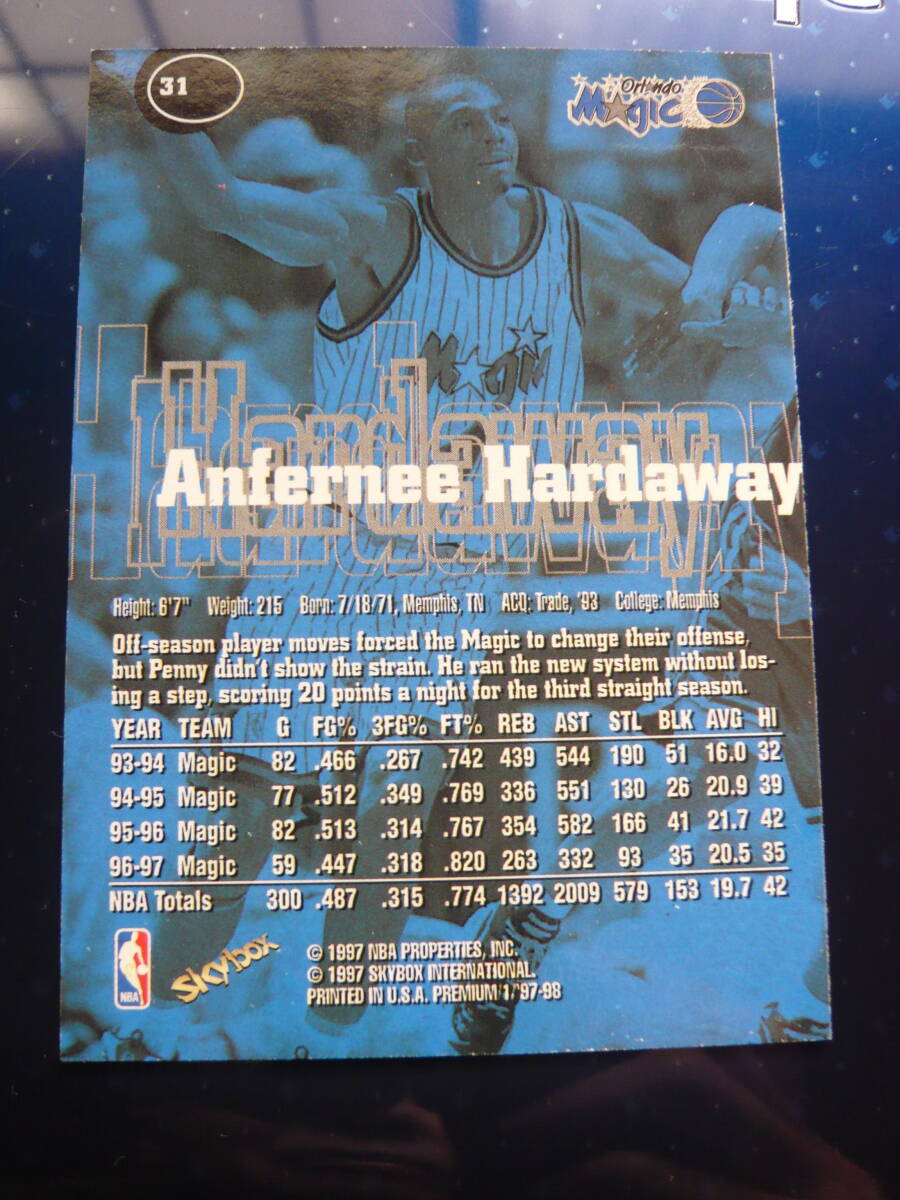 31
Orlando
Magic
Magic
Hardaway
Anfernee Hardaway
Height: 6'7" Weight: 215 Born: 7/18/71, Memphis, TN ACQ: Trade, '93 College: Memphis
Off-season player moves forced the Magic to change their offense,
but Penny didn't show the strain. He ran the new system without los-
ing a step, scoring 20 points a night for the third straight season.
YEAR TEAM G FG% 3FG% FT% REB AST STL BLK AVG HI
93-94 Magic 82 .466 .267 .742 439 544 190 51 16.0 32
94-95 Magic 77 .512 .349 .769 336 551 130 26 20.9 39
95-96 Magic 82 .513 .314 .767 354 582 166 41 21.7 42
96-97 Magic 59 .447 .318 .820 263 332 93 35 20.5 35
NBA Totals 300 .487 .315 .774 1392 2009 579 153 19.7 42
NBA
Skybox
© 1997 NBA PROPERTIES, INC.
© 1997 SKYBOX INTERNATIONAL.
PRINTED IN U.S.A. PREMIUM/1/'97-98